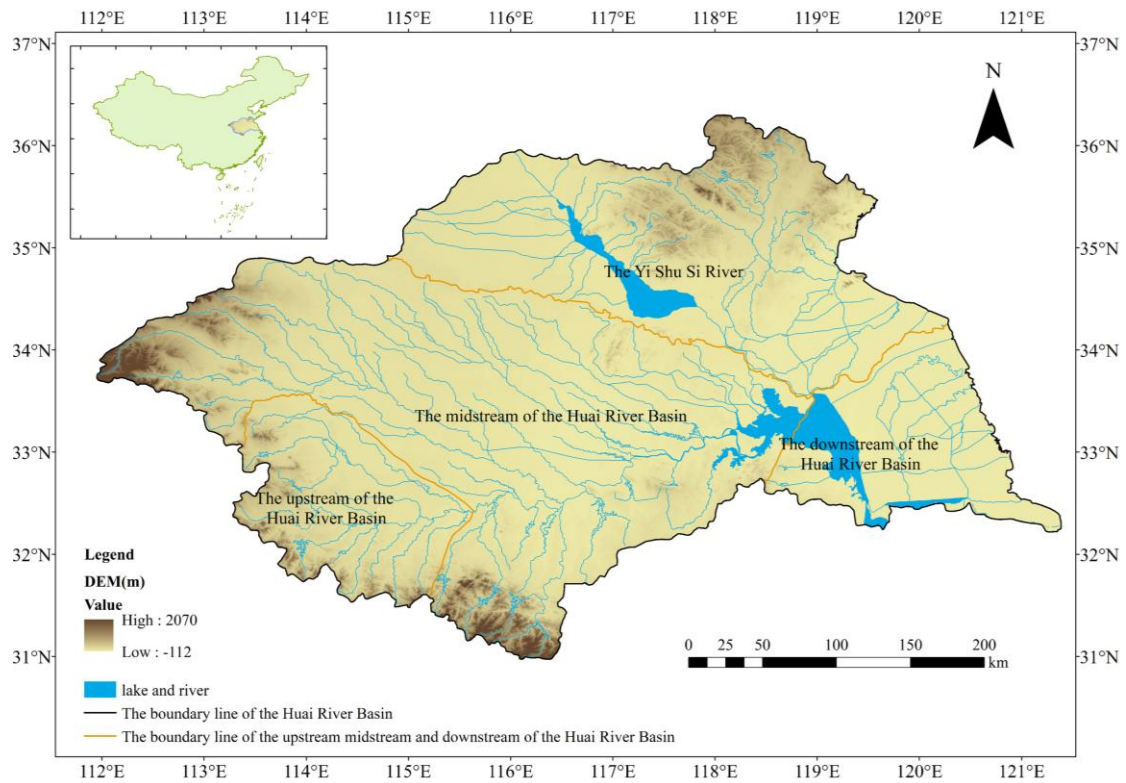 112°E 113°E 114°E 115°E 116°E 117°E 118°E 119°E 120°E 121°E
37°N 37°N
N
36°N 36°N
35°N 35°N
The Yi Shu Si River
34°N 34°N
The midstream of the Huai River Basin
33°N 33°N
The downstream of the
Huai River Basin
The upstream of the
Huai River Basin
32°N 32°N
Legend
DEM(m)
Value
High : 2070
Low : -112
31°N 31°N
0 25 50 100 150 200
km
lake and river
The boundary line of the Huai River Basin
The boundary line of the upstream midstream and downstream of the Huai River Basin
112°E 113°E 114°E 115°E 116°E 117°E 118°E 119°E 120°E 121°E